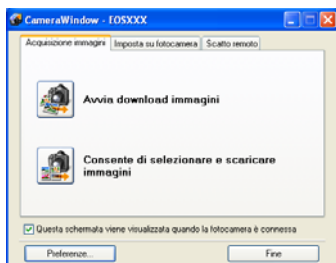 CameraWindow - EOSXXX
Acquisizione immagini Imposta su fotocamera Scatto remoto
Avvia download immagini
Consente di selezionare e scaricare
immagini
Questa schermata viene visualizzata quando la fotocamera è connessa
Preferenze... Fine